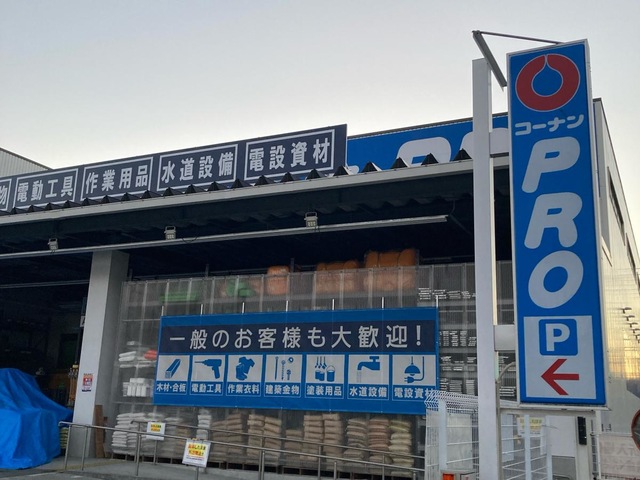 物 電動工具 作業用品 水道設備 電設資材
コーナン
PRO
P
一般のお客様も大歓迎!
木材・合板 電動工具 作業衣料 建築金物 塗装用品 水道設備 電設資材